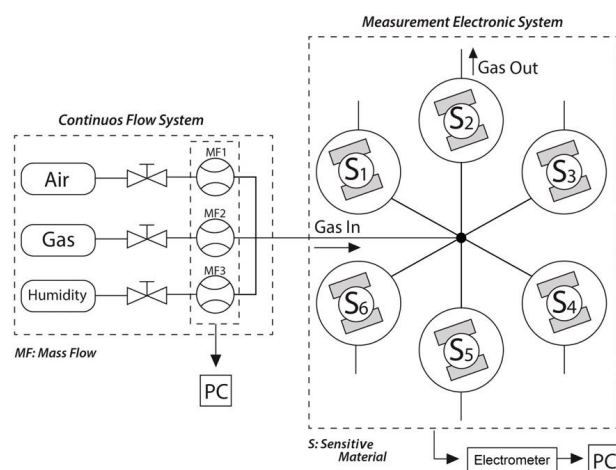 Measurement Electronic System
Gas Out
Continuos Flow System
S2
MF1
Air
S1
S3
MF2
Gas
Gas In
MF3
Humidity
S6
S4
MF: Mass Flow
S5
PC
S: Sensitive
Material
Electrometer
PC